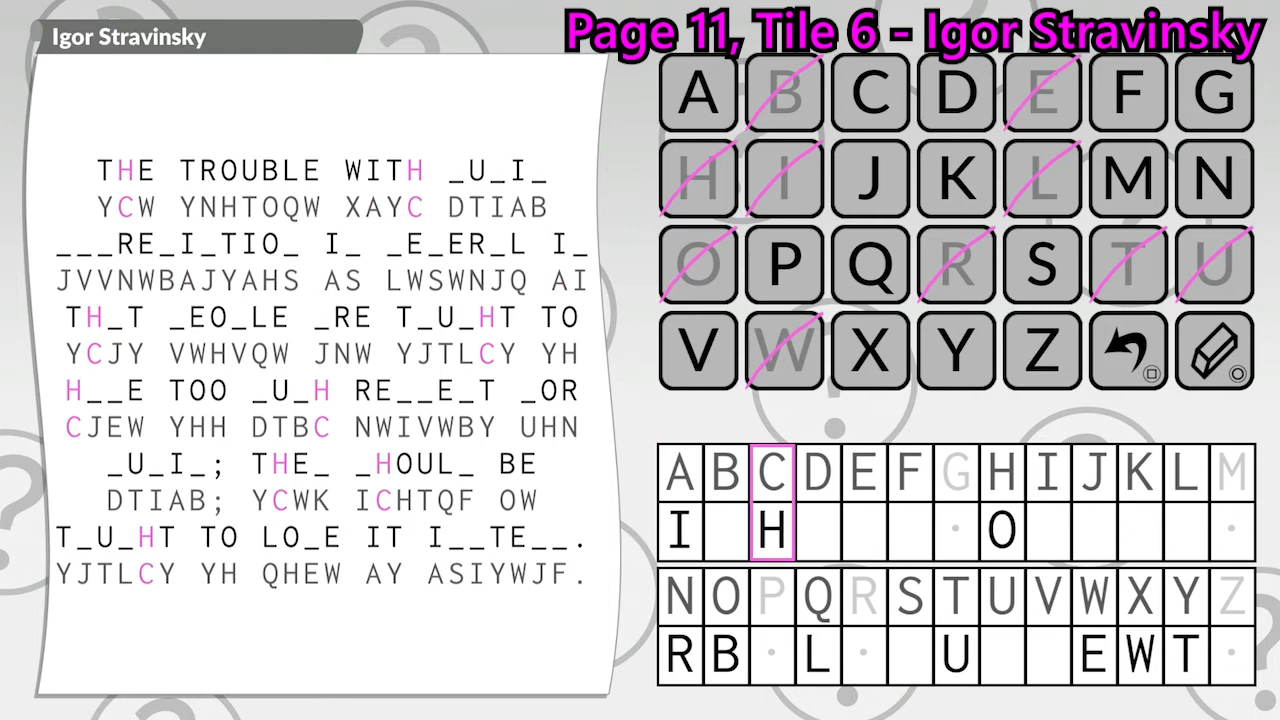 Igor Stravinsky
Page 11, Tile 6 - Igor Stravinsky
THE TROUBLE WITH _U_I_
YCW YNHTOQW XAYC DTIAB
___RE_I_TIO_ I_ _E_ER_L I_
JVVNWBAJYAHS AS LWSWNJQ AI
TH_T _EO_LE _RE T_U_HT TO
YCJY VWHVQW JNW YJTLCY YH
H__E TOO _U_H RE__E_T _OR
CJEW YHH DTBC NWIVWBY UHN
_U_I_; THE_ _HOUL_ BE
DTIAB; YCWK ICHTQF OW
T_U_HT TO LO_E IT I__TE__.
YJTLCY YH QHEW AY ASIYWJF.
A B C D E F G
H I J K L M N
O P Q R S T U
V W X Y Z
A B C D E F G H I J K L M
I H O
N O P Q R S T U V W X Y Z
R B L U E W T